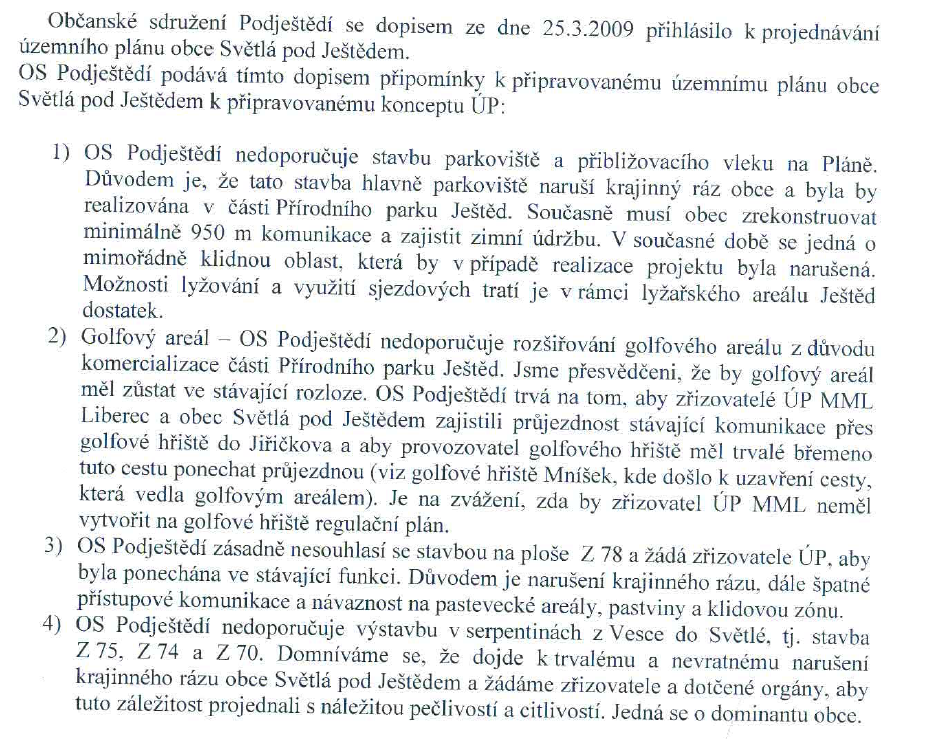 Občanské sdružení Podještědí se dopisem ze dne 25.3.2009 přihlásilo k projednávání
územního plánu obce Světlá pod Ještědem.
OS Podještědí podává tímto dopisem připomínky k připravovanému územnímu plánu obce
Světlá pod Ještědem k připravovanému konceptu ÚP:
1) OS Podještědí nedoporučuje stavbu parkoviště a přibližovacího vleku na Pláně.
Důvodem je, že tato stavba hlavně parkoviště naruší krajinný ráz obce a byla by
realizována v části Přírodního parku Ještěd. Současně musí obec zrekonstruovat
minimálně 950 m komunikace a zajistit zimní údržbu. V současné době se jedná o
mimořádně klidnou oblast, která by v případě realizace projektu byla narušená.
Možnosti lyžování a využití sjezdových tratí je v rámci lyžařského areálu Ještěd
dostatek.
2) Golfový areál – OS Podještědí nedoporučuje rozšiřování golfového areálu z důvodu
komercializace části Přírodního parku Ještěd. Jsme přesvědčeni, že by golfový areál
měl zůstat ve stávající rozloze. OS Podještědí trvá na tom, aby zřizovatelé ÚP MML
Liberec a obec Světlá pod Ještědem zajistili průjezdnost stávající komunikace přes
golfové hřiště do Jiříčkova a aby provozovatel golfového hřiště měl trvalé břemeno
tuto cestu ponechat průjezdnou (viz golfové hřiště Mníšek, kde došlo k uzavření cesty,
která vedla golfovým areálem). Je na zvážení, zda by zřizovatel ÚP MML neměl
vytvořit na golfové hřiště regulační plán.
3) OS Podještědí zásadně nesouhlasí se stavbou na ploše Z 78 a žádá zřizovatele ÚP, aby
byla ponechána ve stávající funkci. Důvodem je narušení krajinného rázu, dále špatné
přístupové komunikace a návaznost na pastevecké areály, pastviny a klidovou zónu.
4) OS Podještědí nedoporučuje výstavbu v serpentinách z Vesce do Světlé, tj. stavba
Z 75, Z 74 a Z 70. Domníváme se, že dojde k trvalému a nevratnému narušení
krajinného rázu obce Světlá pod Ještědem a žádáme zřizovatele a dotčené orgány, aby
tuto záležitost projednali s náležitou pečlivostí a citlivostí. Jedná se o dominantu obce.